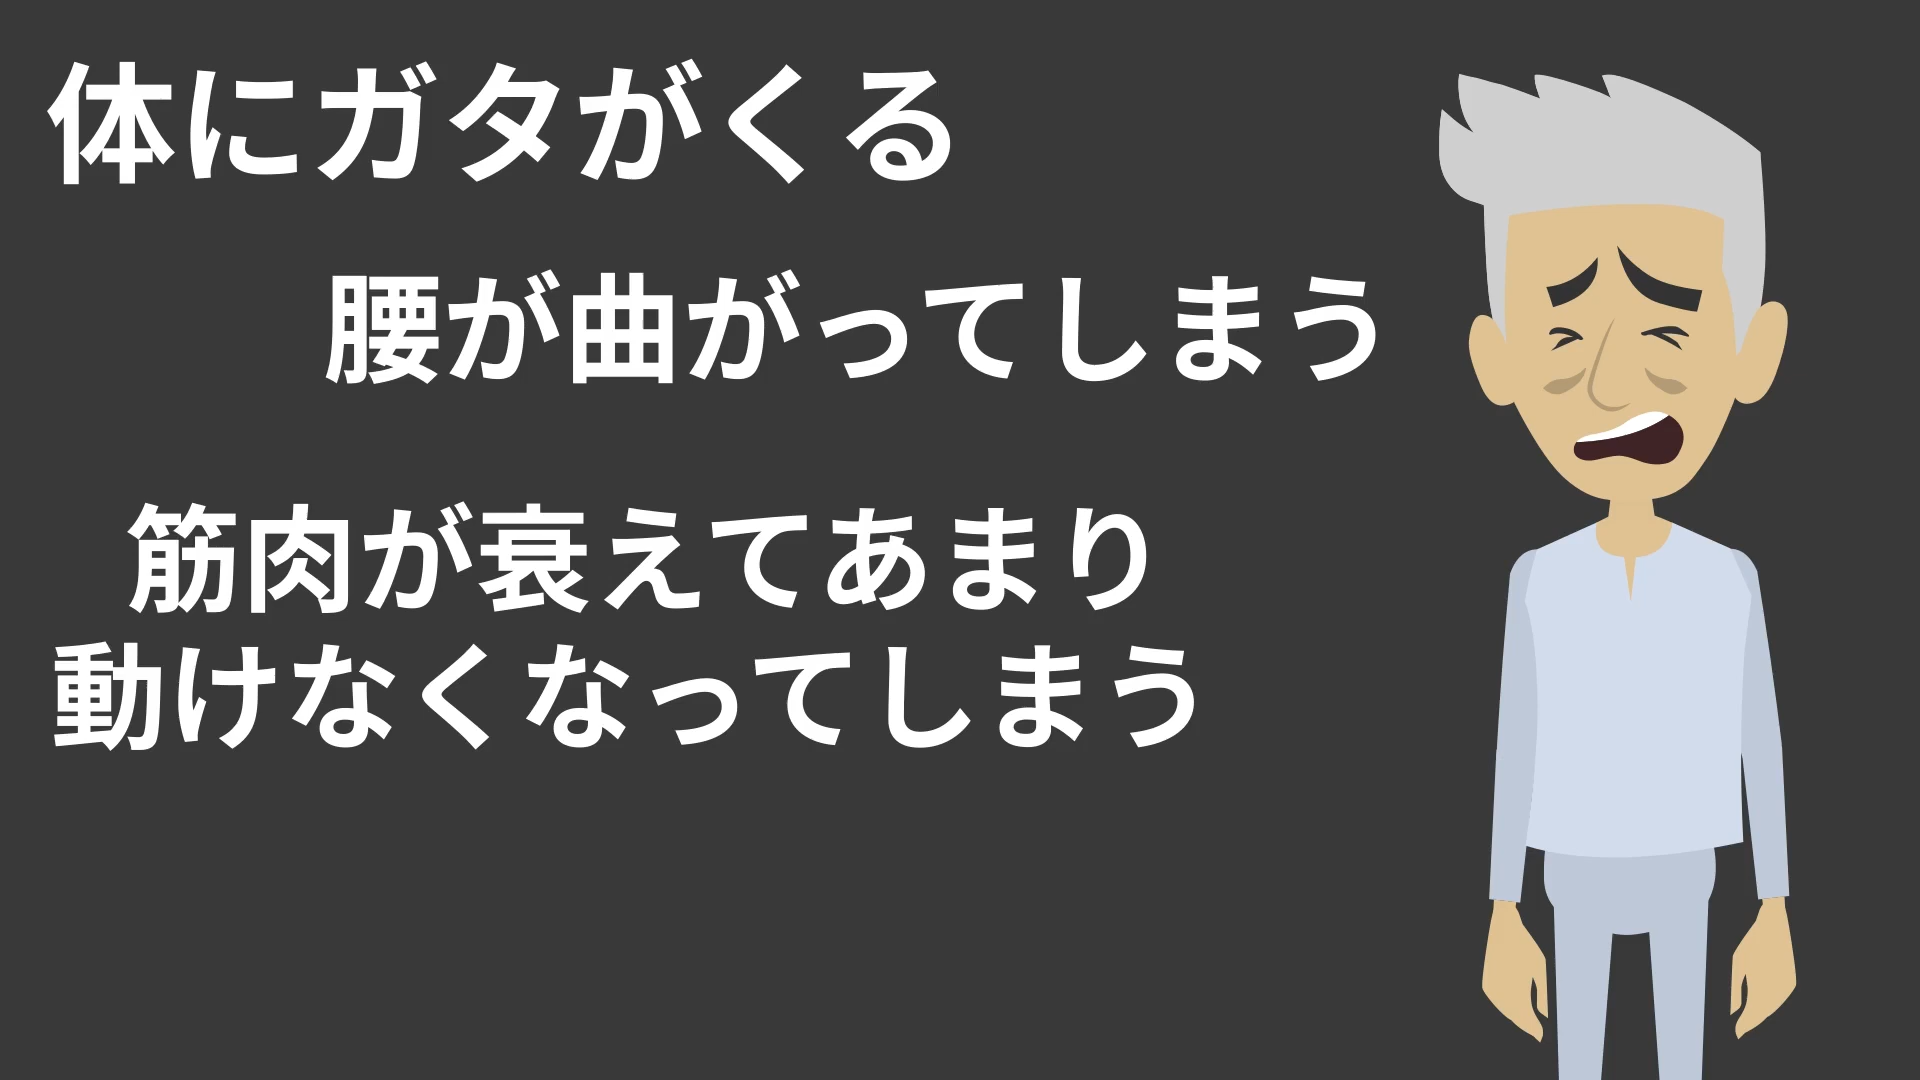 体にガタがくる
腰が曲がってしまう
筋肉が衰えてあまり
動けなくなってしまう